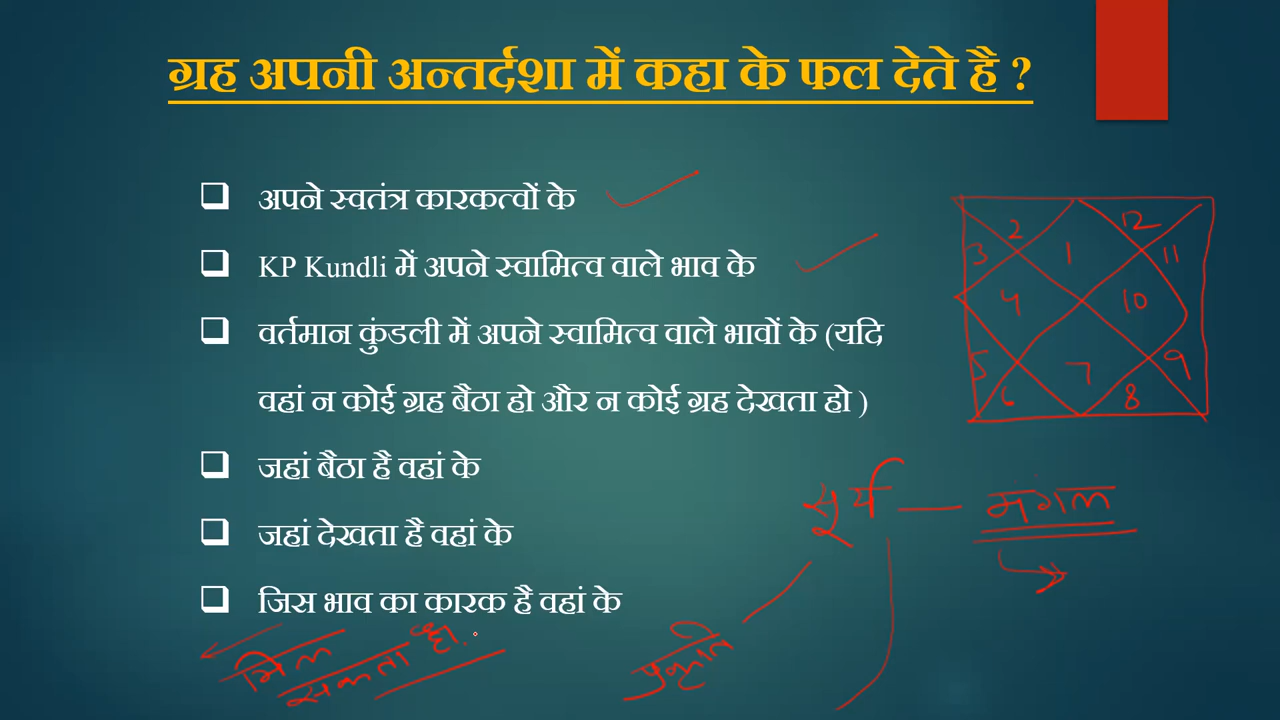 ग्रह अपनी अन्तर्दशा में कहा के फल देते है ?
अपने स्वतंत्र कारकत्वों के
KP Kundli में अपने स्वामित्व वाले भाव के
वर्तमान कुंडली में अपने स्वामित्व वाले भावों के (यदि
वहां न कोई ग्रह बैठा हो और न कोई ग्रह देखता हो )
जहां बैठा है वहां के
जहां देखता है वहां के
जिस भाव का कारक है वहां के
2 12
3 1 11
4 10
5 7 9
6 8
सूर्य — मंगल
प्रकृति
मिल
सकता हो.